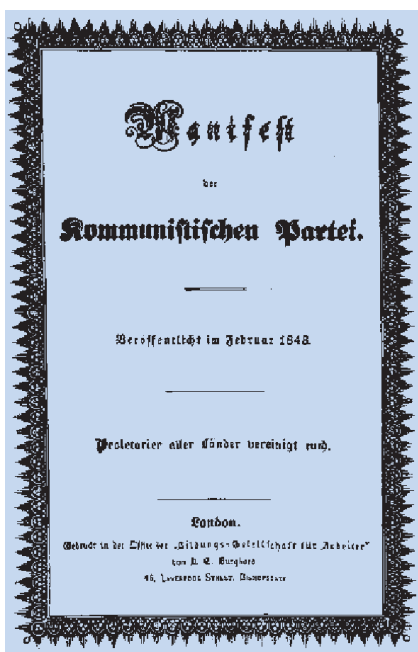 Manifest
der
Kommunistischen Partei.
Veröffentlicht im Februar 1848.
Proletarier aller Länder vereinigt euch.
London.
Gedruckt in der Office der „Bildungs-Gesellschaft für Arbeiter"
von J. E. Burghard.
46, Liverpool Street, Bishopsgate